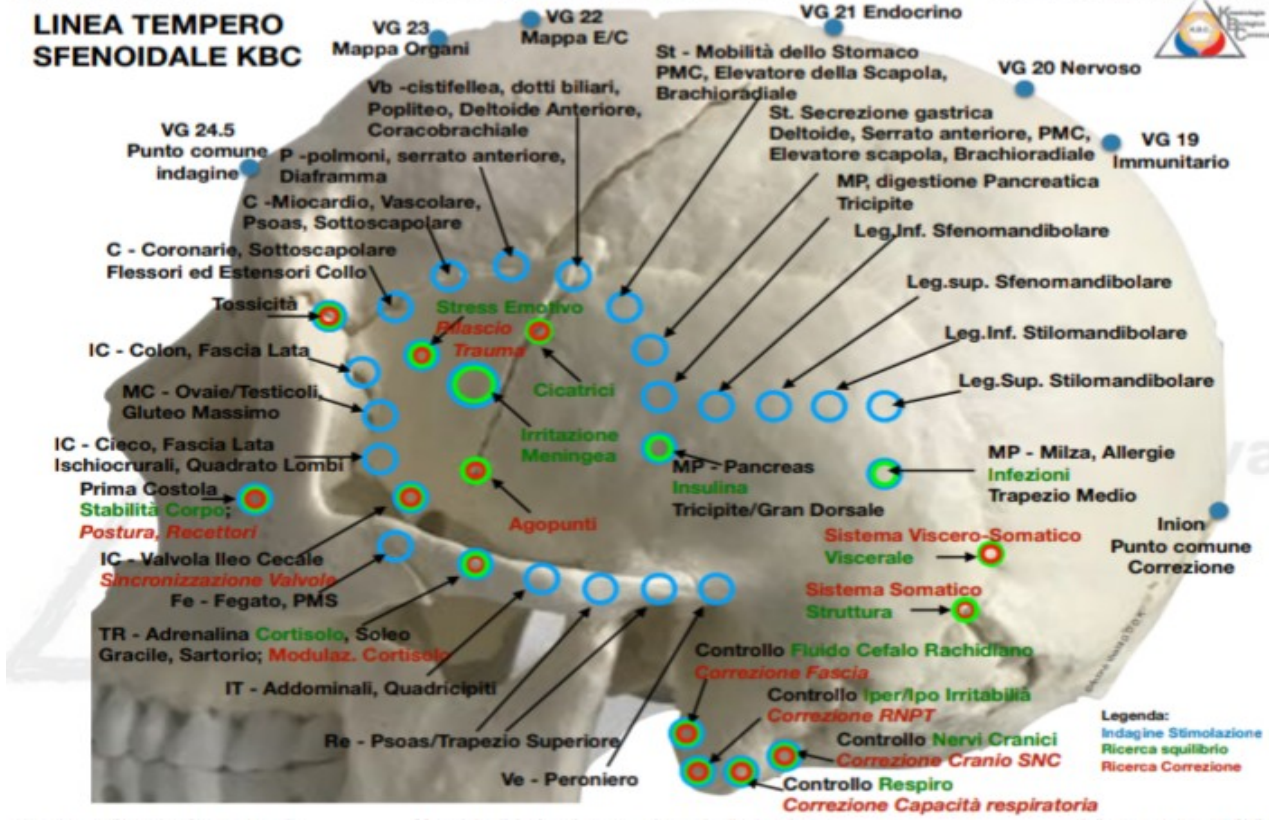 LINEA TEMPERO
SFENOIDALE KBC
VG 23
Mappa Organi
VG 22
Mappa E/C
VG 21 Endocrino
VG 20 Nervoso
VG 19
Immunitario
VG 24.5
Punto comune
indagine
Vb -cistifellea, dotti biliari,
Popliteo, Deltoide Anteriore,
Coracobrachiale
St - Mobilità dello Stomaco
PMC, Elevatore della Scapola,
Brachioradiale
St. Secrezione gastrica
Deltoide, Serrato anteriore, PMC,
Elevatore scapola, Brachioradiale
P -polmoni, serrato anteriore,
Diaframma
MP, digestione Pancreatica
Tricipite
C -Miocardio, Vascolare,
Psoas, Sottoscapolare
Leg.Inf. Sfenomandibolare
C - Coronarie, Sottoscapolare
Flessori ed Estensori Collo
Leg.sup. Sfenomandibolare
Tossicità
Stress Emotivo
Rilascio
Trauma
Leg.Inf. Stilomandibolare
IC - Colon, Fascia Lata
Cicatrici
Leg.Sup. Stilomandibolare
MC - Ovaie/Testicoli,
Gluteo Massimo
Irritazione
Meningea
IC - Cieco, Fascia Lata
Ischiocrurali, Quadrato Lombi
MP - Pancreas
Insulina
Tricipite/Gran Dorsale
MP - Milza, Allergie
Infezioni
Trapezio Medio
Prima Costola
Stabilità Corpo;
Postura, Recettori
Agopunti
Inion
Punto comune
Correzione
Sistema Viscero-Somatico
Viscerale
IC - Valvola Ileo Cecale
Sincronizzazione Valvole
Fe - Fegato, PMS
Sistema Somatico
Struttura
TR - Adrenalina Cortisolo, Soleo
Gracile, Sartorio; Modulaz. Cortisolo
Controllo Fluido Cefalo Rachidiano
Correzione Fascia
IT - Addominali, Quadricipiti
Controllo Iper/Ipo Irritabilià
Correzione RNPT
Re - Psoas/Trapezio Superiore
Controllo Nervi Cranici
Correzione Cranio SNC
Ve - Peroniero
Controllo Respiro
Correzione Capacità respiratoria
Legenda:
Indagine Stimolazione
Ricerca squilibrio
Ricerca Correzione